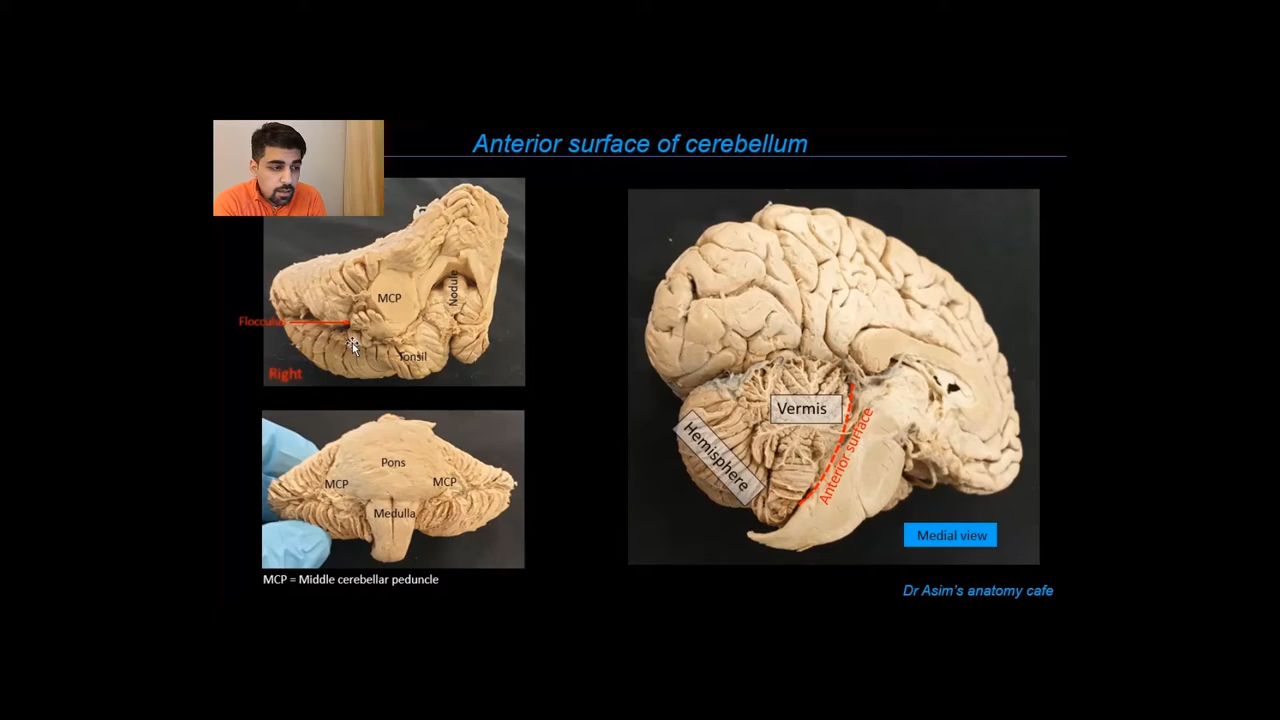 Anterior surface of cerebellum
MCP
Nodule
Flocculus
Tonsil
Right
Pons
MCP
MCP
Medulla
MCP = Middle cerebellar peduncle
Vermis
Hemisphere
Anterior surface
Medial view
Dr Asim's anatomy cafe